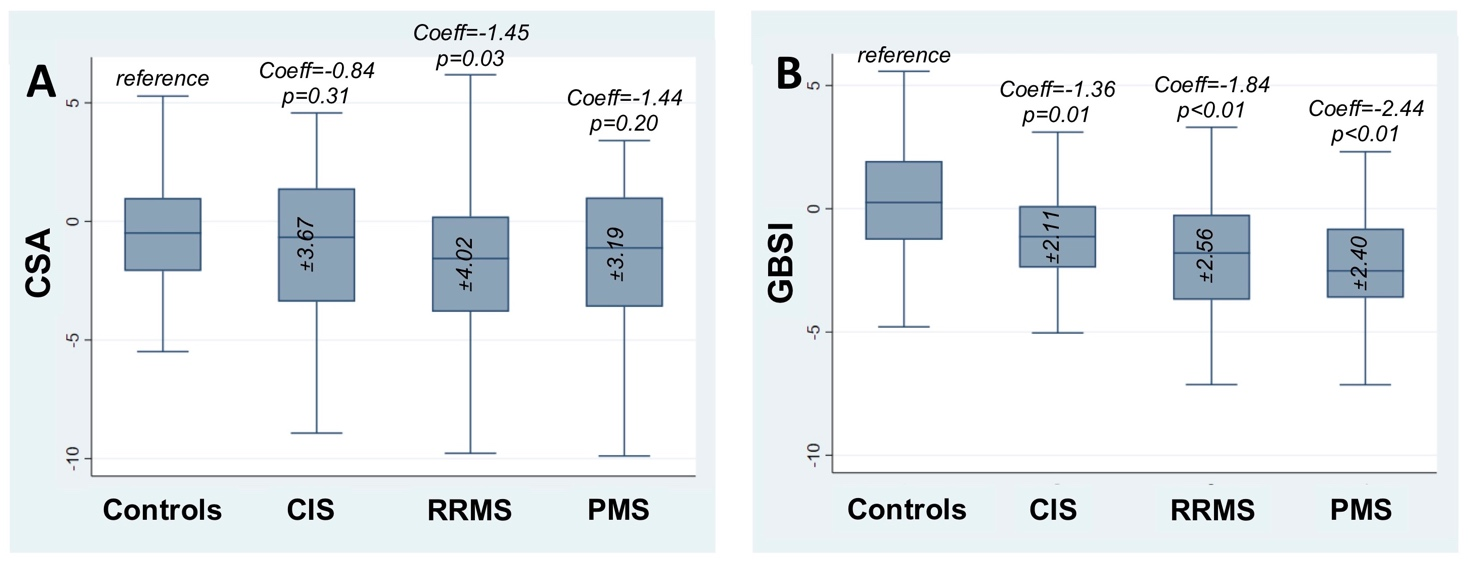 A
CSA
5
0
-5
-10
reference
Coeff=-0.84
p=0.31
Coeff=-1.45
p=0.03
Coeff=-1.44
p=0.20
±3.67
±4.02
±3.19
Controls CIS RRMS PMS
B
GBSI
5
0
-5
-10
reference
Coeff=-1.36
p=0.01
Coeff=-1.84
p<0.01
Coeff=-2.44
p<0.01
±2.11
±2.56
±2.40
Controls CIS RRMS PMS